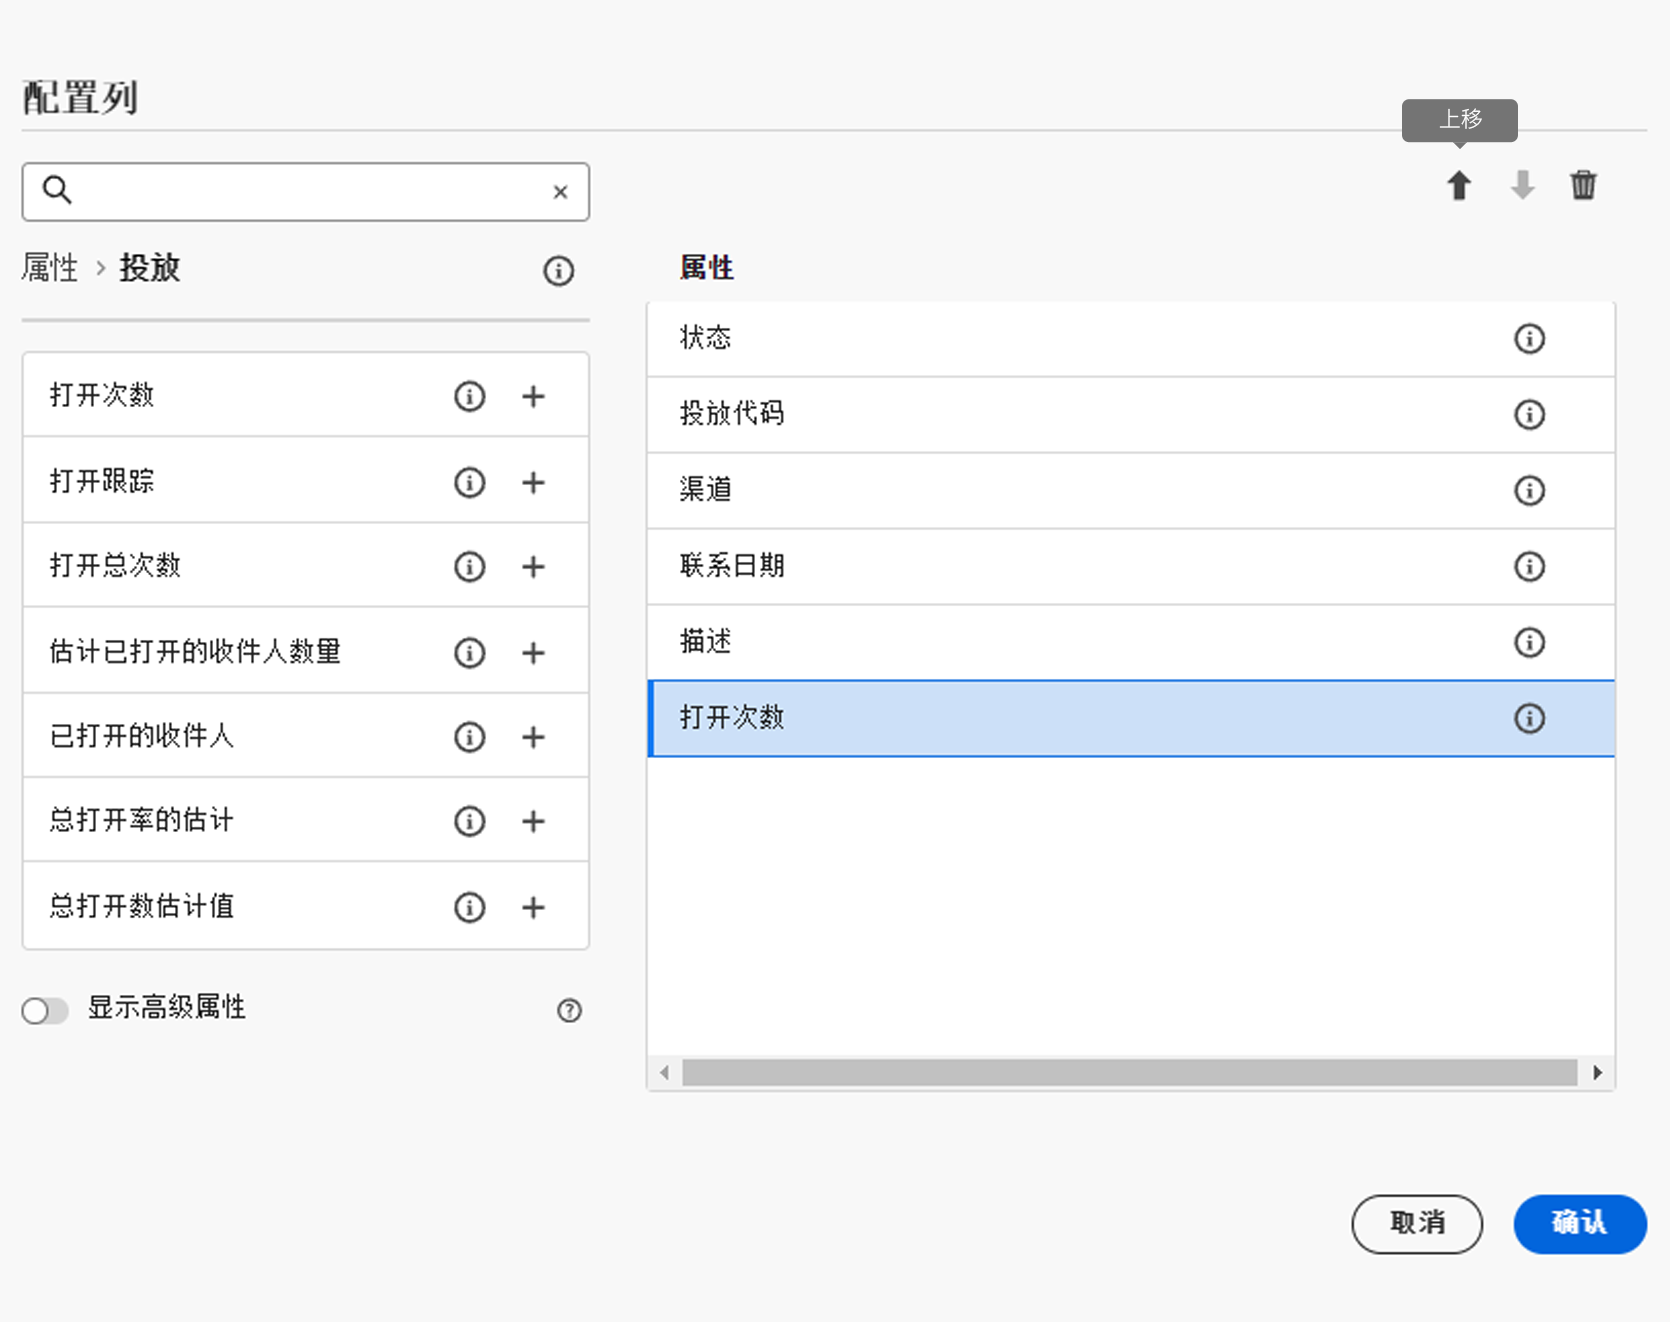 配置列
上移
属性 › 投放
打开次数
打开跟踪
打开总次数
估计已打开的收件人数里
已打开的收件人
总打开率的估计
总打开数估计值
显示高级属性
属性
状态
投放代码
渠道
联系日期
描述
打开次数
取消
确认